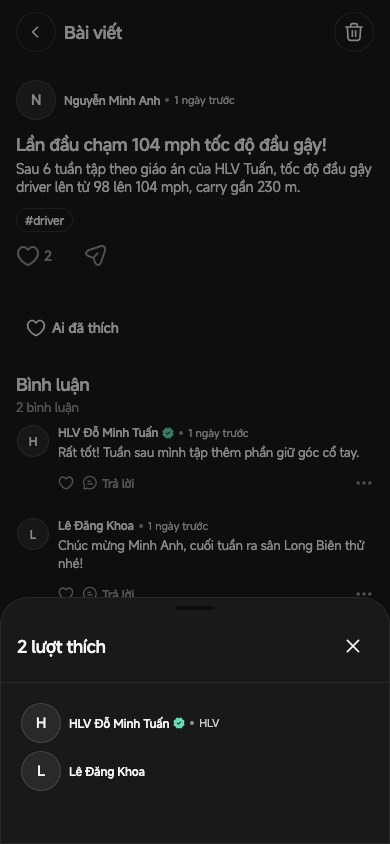 Bài viết
N
Nguyễn Minh Anh • 1 ngày trước
Lần đầu chạm 104 mph tốc độ đầu gậy!
Sau 6 tuần tập theo giáo án của HLV Tuấn, tốc độ đầu gậy
driver lên từ 98 lên 104 mph, carry gần 230 m.
#driver
2
Ai đã thích
Bình luận
2 bình luận
H
HLV Đỗ Minh Tuấn • 1 ngày trước
Rất tốt! Tuần sau mình tập thêm phần giữ góc cổ tay.
Trả lời
L
Lê Đăng Khoa • 1 ngày trước
Chúc mừng Minh Anh, cuối tuần ra sân Long Biên thử
nhé!
Trả lời
2 lượt thích
H
HLV Đỗ Minh Tuấn • HLV
L
Lê Đăng Khoa